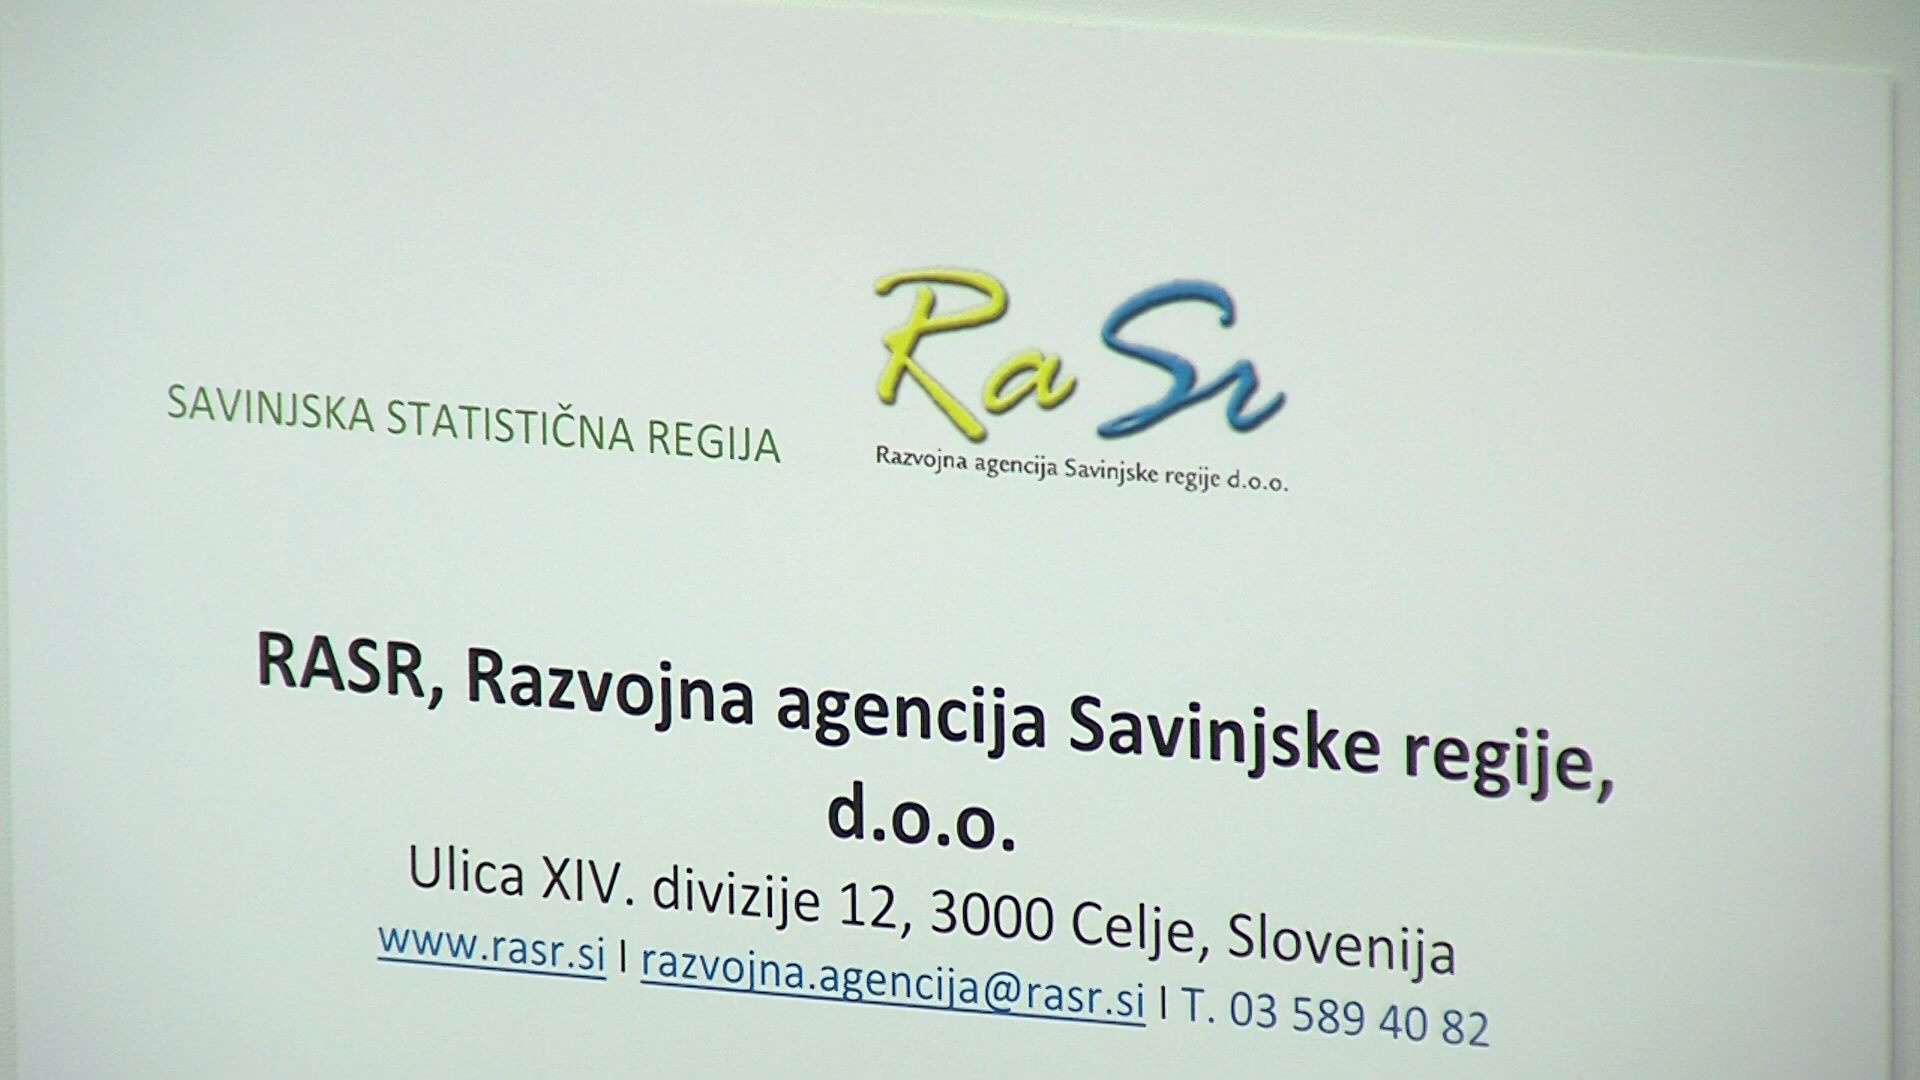 SAVINJSKA STATISTIČNA REGIJA
RaSr
Razvojna agencija Savinjske regije d.o.o.
RASR, Razvojna agencija Savinjske regije,
d.o.o.
Ulica XIV. divizije 12, 3000 Celje, Slovenija
www.rasr.si I razvojna.agencija@rasr.si I T. 03 589 40 82